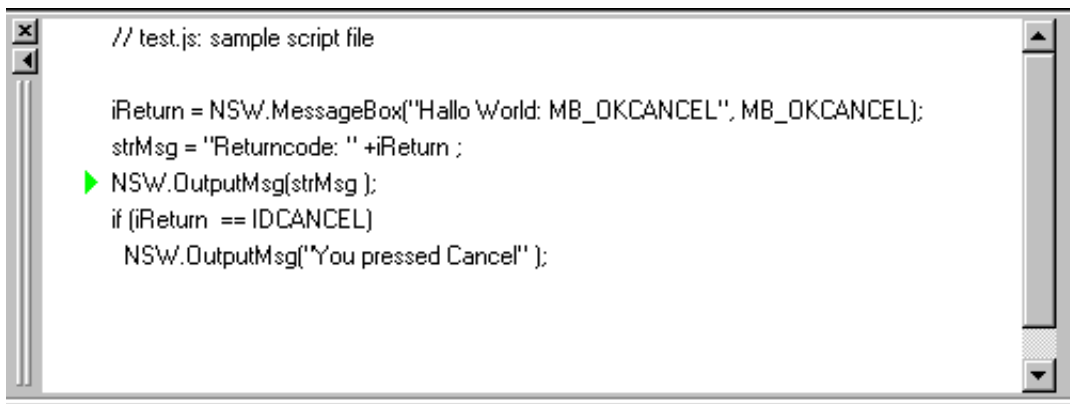 // test.js: sample script file
iReturn = NSW.MessageBox("Hallo World: MB_OKCANCEL", MB_OKCANCEL);
strMsg = "Returncode: " +iReturn ;
NSW.OutputMsg(strMsg );
if (iReturn  == IDCANCEL)
  NSW.OutputMsg("You pressed Cancel" );